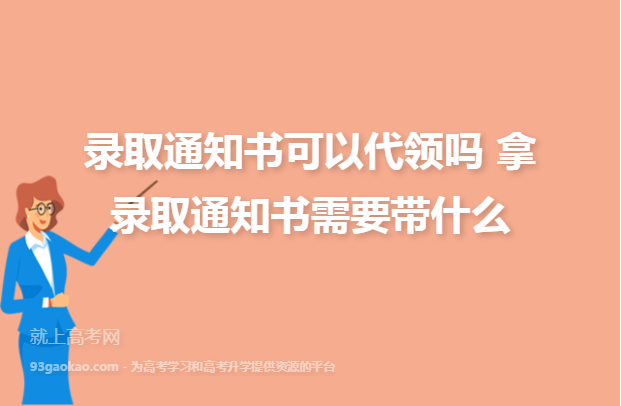 录取通知书可以代领吗 拿
录取通知书需要带什么
就上高考网
93gaokao.com - 为高考学习和高考升学提供资源的平台